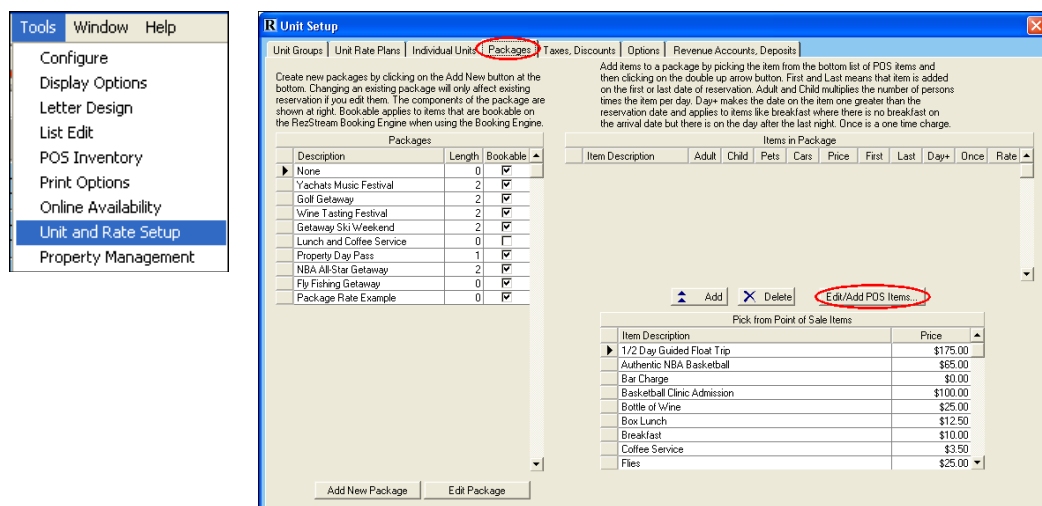 Tools Window Help
Configure
Display Options
Letter Design
List Edit
POS Inventory
Print Options
Online Availability
Unit and Rate Setup
Property Management
R Unit Setup
Unit Groups Unit Rate Plans Individual Units Packages Taxes, Discounts Options Revenue Accounts, Deposits
Create new packages by clicking on the Add New button at the
bottom. Changing an existing package will only affect existing
reservation if you edit them. The components of the package are
shown at right. Bookable applies to items that are bookable on
the RezStream Booking Engine when using the Booking Engine.
Packages
Description Length Bookable
None 0
Yachats Music Festival 2
Golf Getaway 2
Wine Tasting Festival 2
Getaway Ski Weekend 2
Lunch and Coffee Service 0
Property Day Pass 1
NBA All-Star Getaway 2
Fly Fishing Getaway 0
Package Rate Example 0
Add New Package Edit Package
Add items to a package by picking the item from the bottom list of POS items and
then clicking on the double up arrow button. First and Last means that item is added
on the first or last date of reservation. Adult and Child multiplies the number of persons
times the item per day. Day+ makes the date on the item one greater than the
reservation date and applies to items like breakfast where there is no breakfast on
the arrival date but there is on the day after the last night. Once is a one time charge.
Items in Package
Item Description Adult Child Pets Cars Price First Last Day+ Once Rate
Add Delete Edit/Add POS Items...
Pick from Point of Sale Items
Item Description Price
1/2 Day Guided Float Trip $175.00
Authentic NBA Basketball $65.00
Bar Charge $0.00
Basketball Clinic Admission $100.00
Bottle of Wine $25.00
Box Lunch $12.50
Breakfast $10.00
Coffee Service $3.50
Flies $25.00